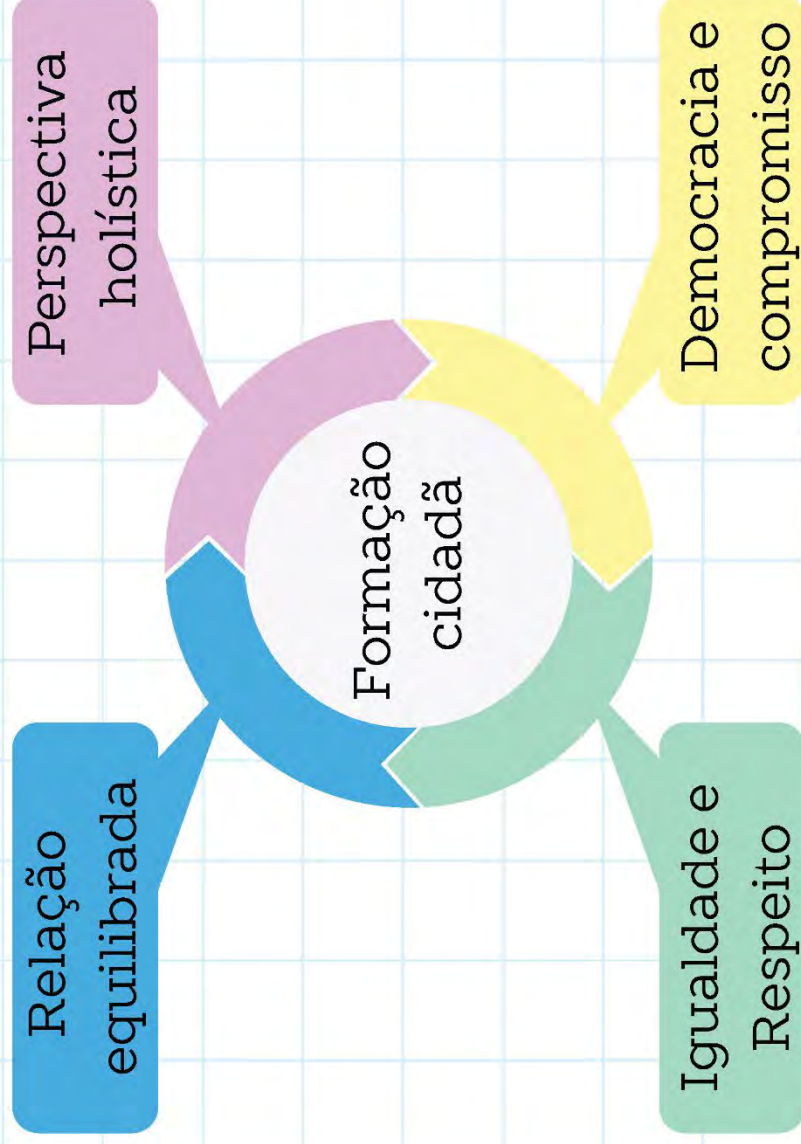 Relação
equilibrada
Perspectiva
holística
Formação
cidadã
Igualdade e
Respeito
Democracia e
compromisso